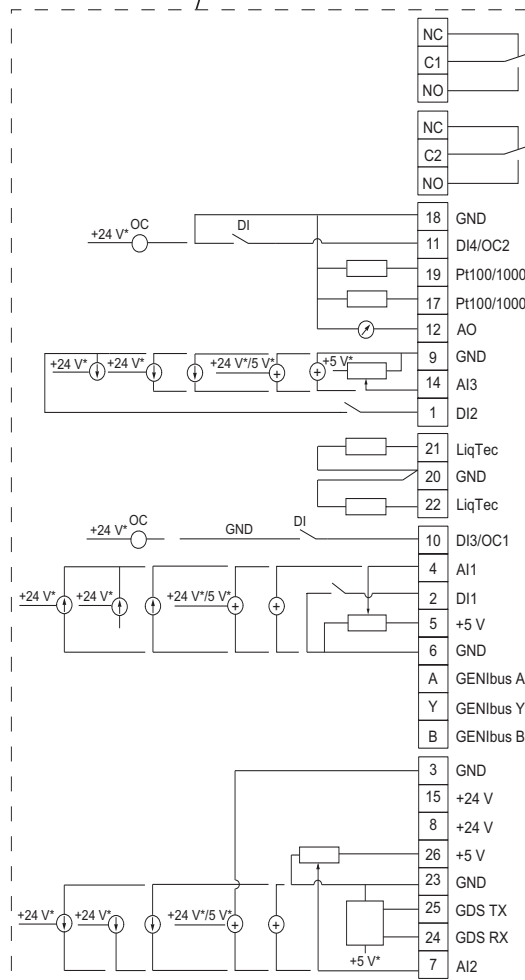 NC
C1
NO
NC
C2
NO
18 GND
+24 V* OC DI 11 DI4/OC2
19 Pt100/1000
17 Pt100/1000
12 AO
9 GND
+24 V* +24 V* +24 V*/5 V* +5 V*
14 AI3
1 DI2
21 LiqTec
20 GND
22 LiqTec
+24 V* OC GND DI 10 DI3/OC1
4 AI1
+24 V* +24 V* +24 V*/5 V* 2 DI1
5 +5 V
6 GND
A GENIbus A
Y GENIbus Y
B GENIbus B
3 GND
15 +24 V
8 +24 V
26 +5 V
23 GND
+24 V* +24 V* +24 V*/5 V* 25 GDS TX
24 GDS RX
+5 V* 7 AI2